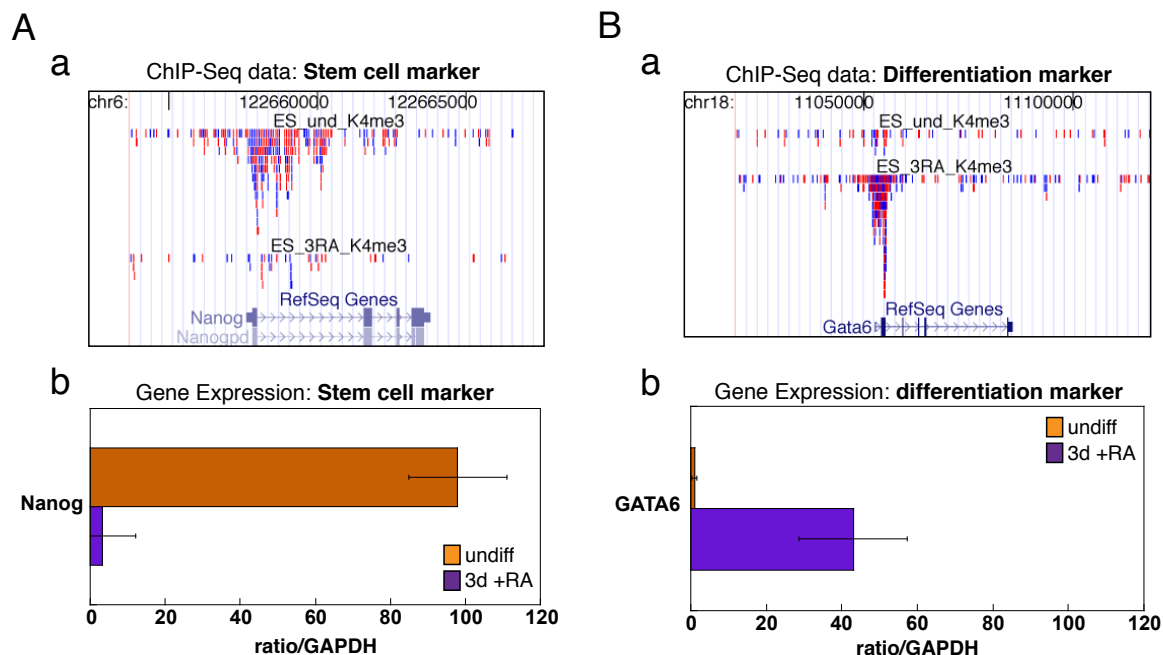 A
a
ChIP-Seq data: Stem cell marker
chr6: 122660000 122665000
ES_und_K4me3
ES_3RA_K4me3
RefSeq Genes
Nanog
Nanogpd
b
Gene Expression: Stem cell marker
Nanog
undiff
3d +RA
0 20 40 60 80 100 120
ratio/GAPDH
B
a
ChIP-Seq data: Differentiation marker
chr18: 11050000 11100000
ES_und_K4me3
ES_3RA_K4me3
RefSeq Genes
Gata6
b
Gene Expression: differentiation marker
undiff
3d +RA
GATA6
0 20 40 60 80 100 120
ratio/GAPDH